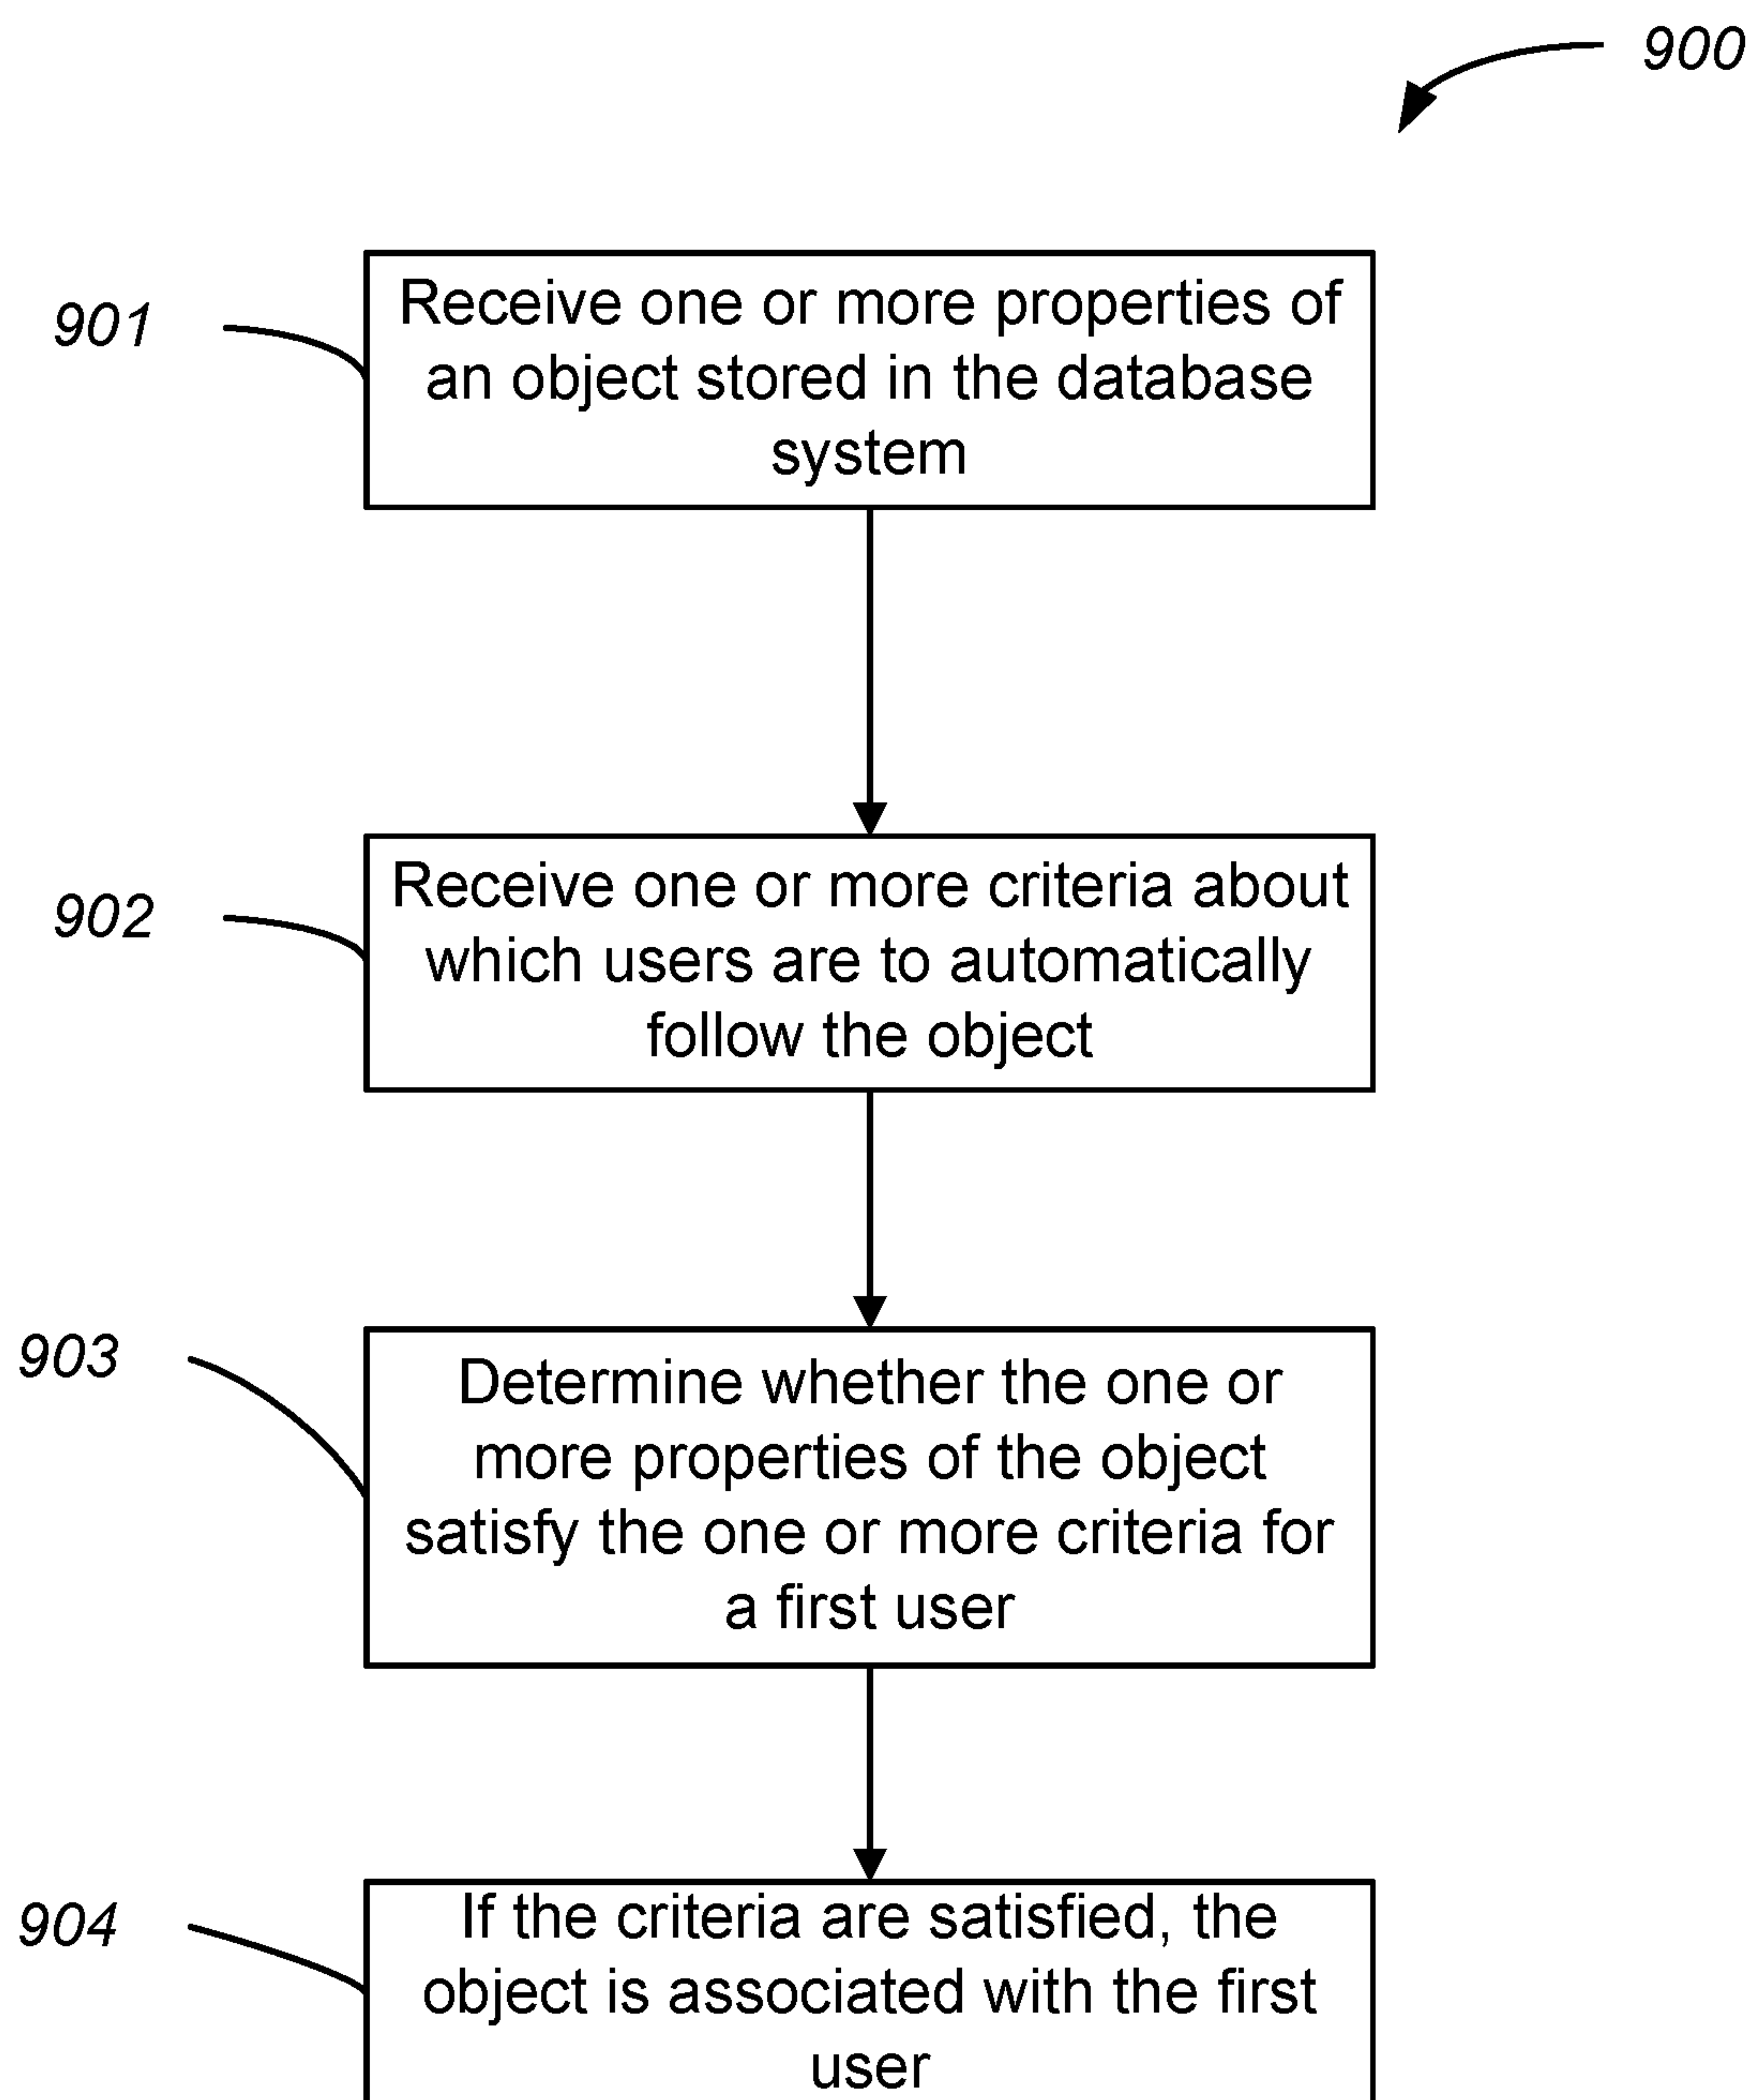 900
901
Receive one or more properties of
an object stored in the database
system
902
Receive one or more criteria about
which users are to automatically
follow the object
903
Determine whether the one or
more properties of the object
satisfy the one or more criteria for
a first user
904
If the criteria are satisfied, the
object is associated with the first
user